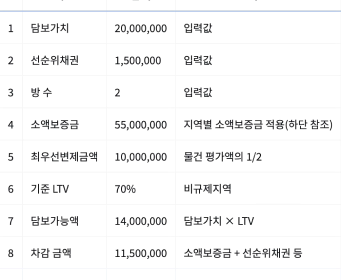 1 담보가치 20,000,000 입력값
2 선순위채권 1,500,000 입력값
3 방 수 2 입력값
4 소액보증금 55,000,000 지역별 소액보증금 적용(하단 참조)
5 최우선변제금액 10,000,000 물건 평가액의 1/2
6 기준 LTV 70% 비규제지역
7 담보가능액 14,000,000 담보가치 × LTV
8 차감 금액 11,500,000 소액보증금 + 선순위채권 등